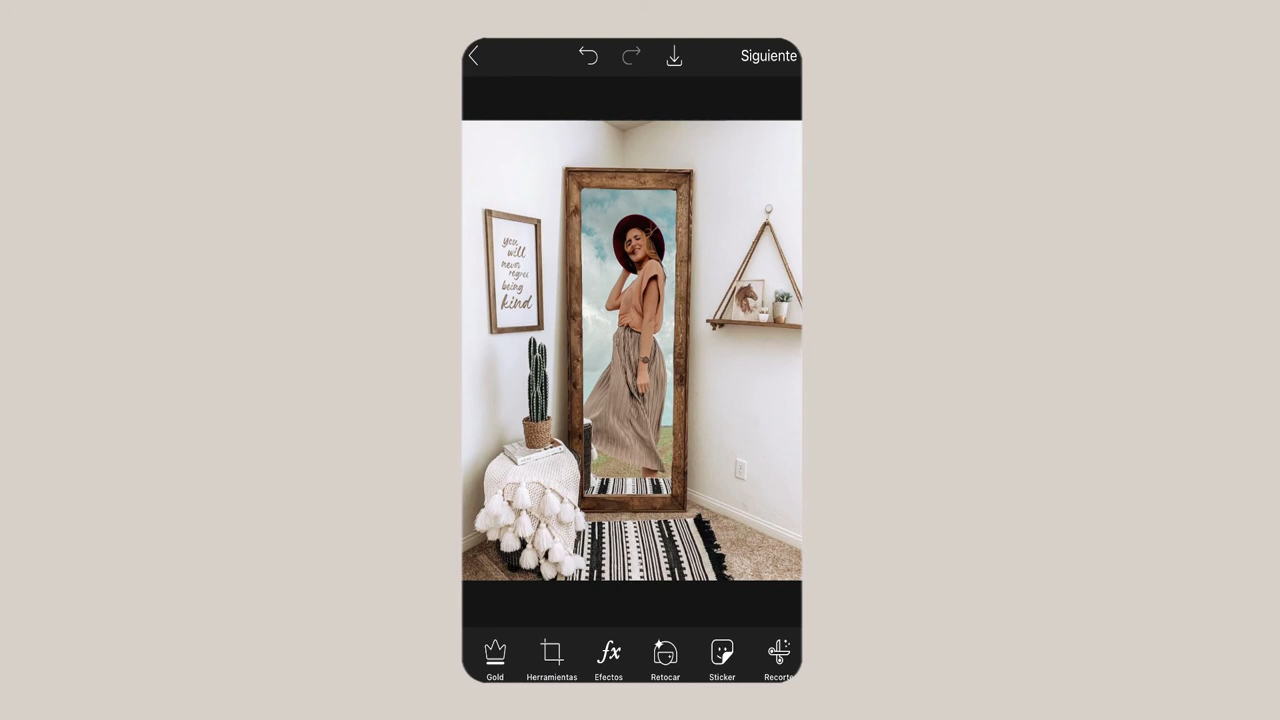 Siguiente
you
will
never
regret
being
kind
Gold
Herramientas
Efectos
Retocar
Sticker
Recorte